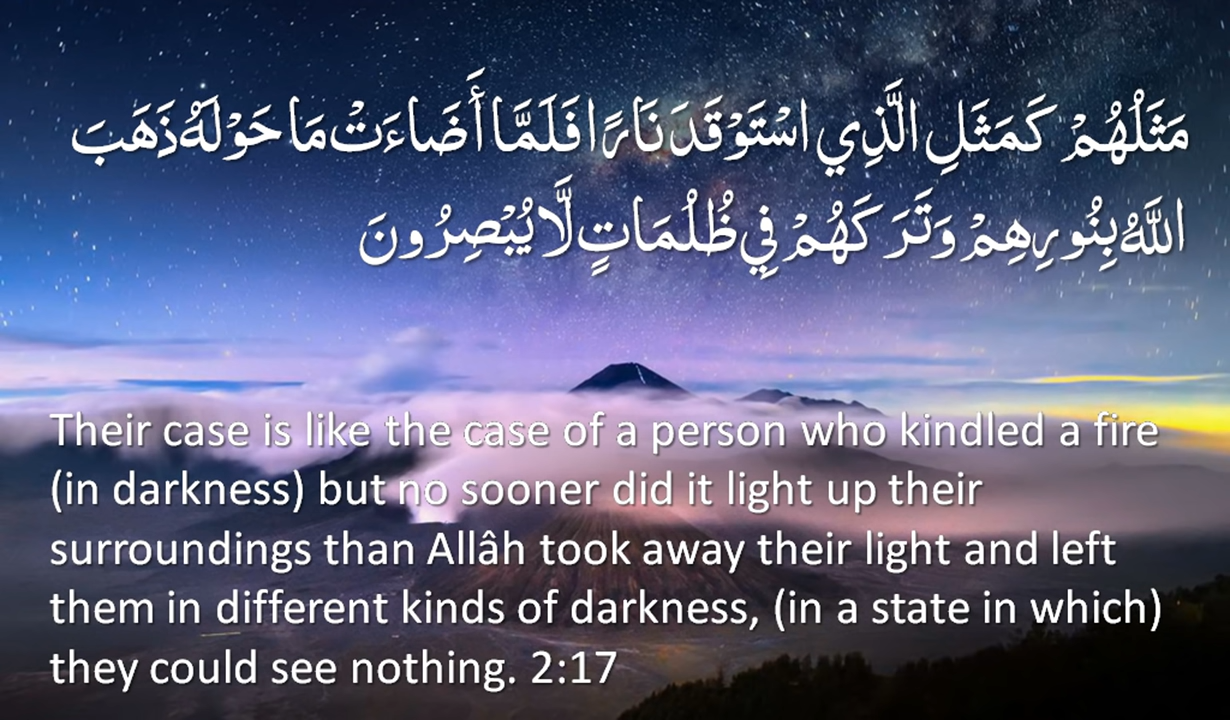 مَثَلُهُمْ كَمَثَلِ الَّذِي اسْتَوْقَدَ نَارًا فَلَمَّا أَضَاءَتْ مَا حَوْلَهُ ذَهَبَ
اللَّهُ بِنُورِهِمْ وَتَرَكَهُمْ فِي ظُلُمَاتٍ لَّا يُبْصِرُونَ
Their case is like the case of a person who kindled a fire
(in darkness) but no sooner did it light up their
surroundings than Allâh took away their light and left
them in different kinds of darkness, (in a state in which)
they could see nothing. 2:17